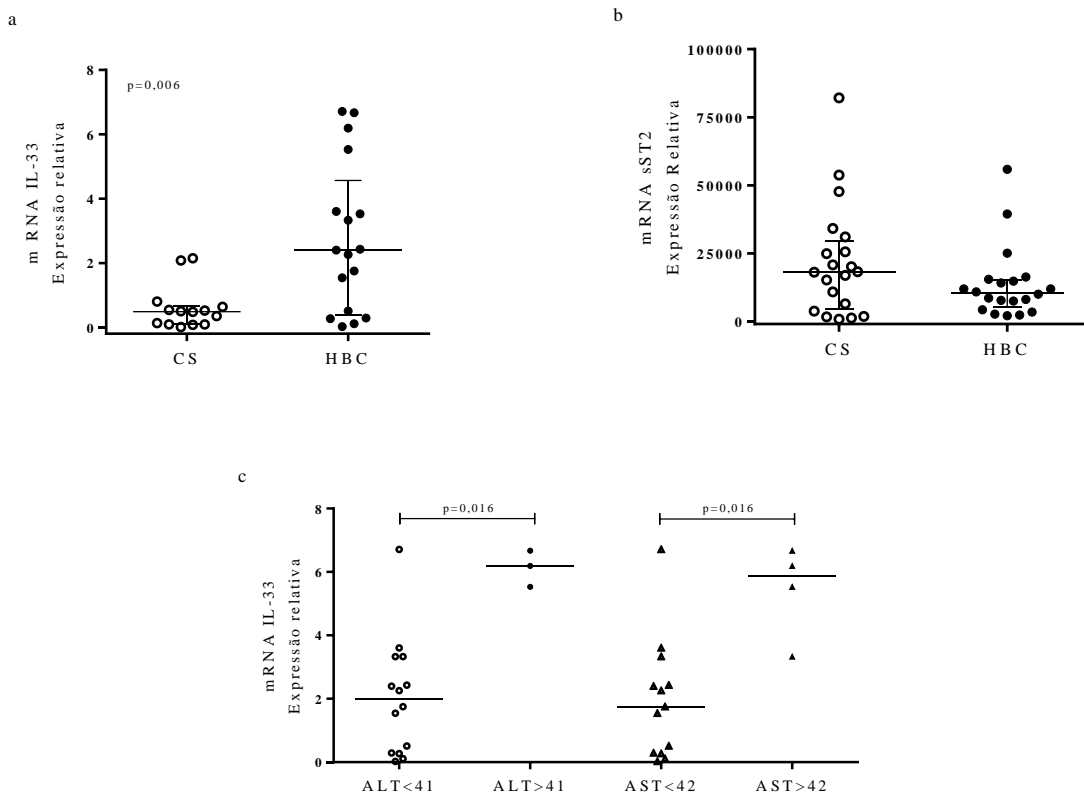 a
m RNA IL-33
Expressão relativa
8
6
4
2
0
p=0,006
CS
HBC
b
mRNA sST2
Expressão Relativa
100000
75000
50000
25000
0
CS
HBC
c
mRNA IL-33
Expressão relativa
8
6
4
2
0
p=0,016
p=0,016
ALT<41
ALT>41
AST<42
AST>42